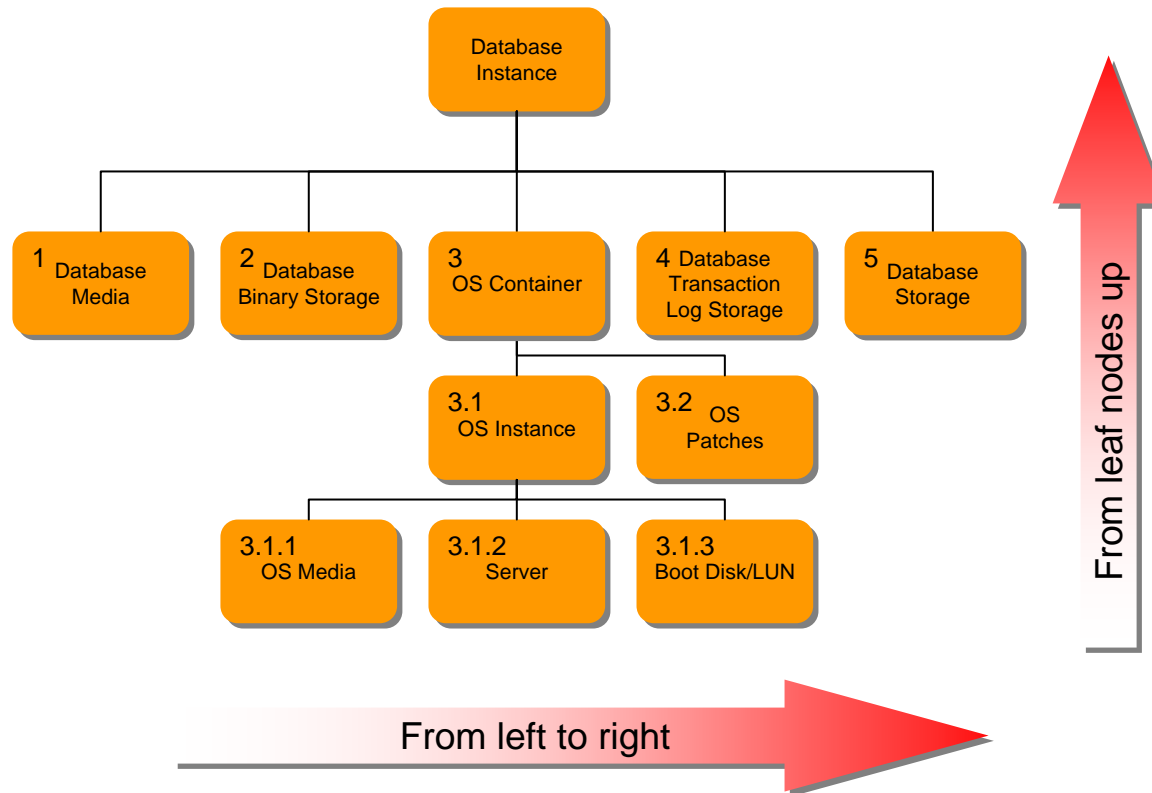 Database
Instance
1 Database
Media
2 Database
Binary Storage
3
OS Container
4 Database
Transaction
Log Storage
5 Database
Storage
3.1
OS Instance
3.2 OS
Patches
3.1.1
OS Media
3.1.2
Server
3.1.3
Boot Disk/LUN
From leaf nodes up
From left to right